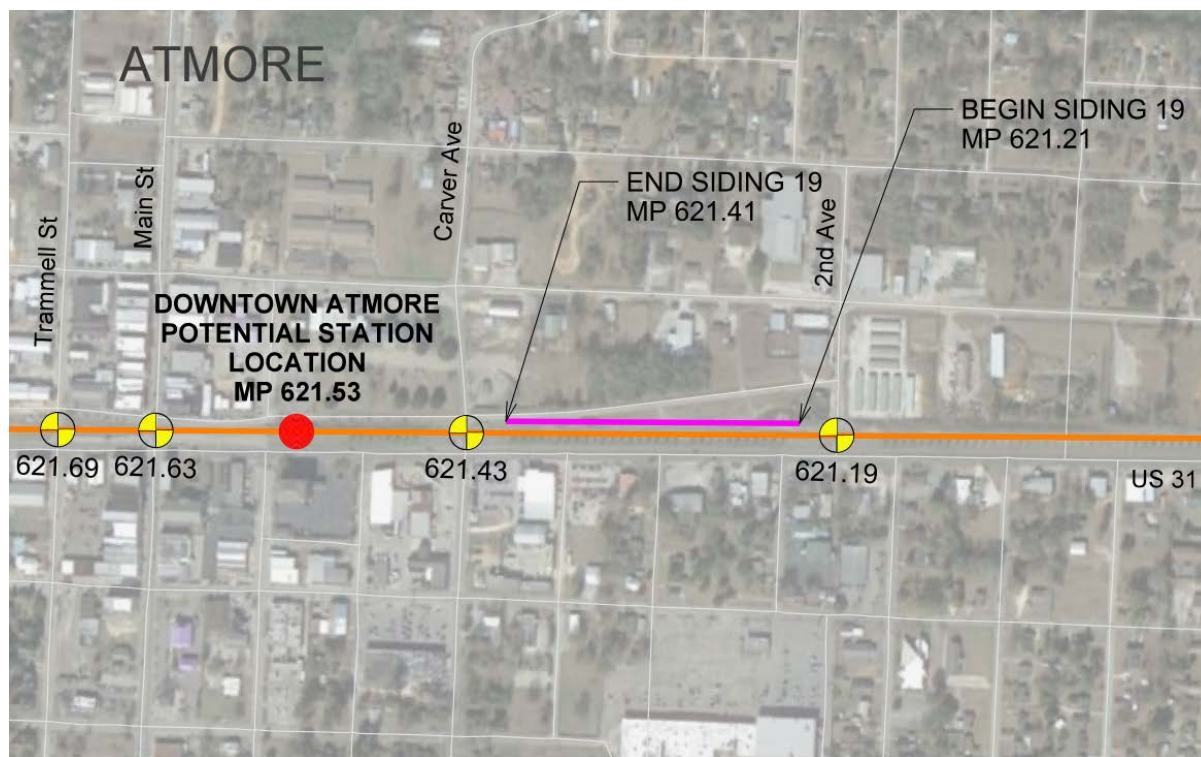 ATMORE
BEGIN SIDING 19
MP 621.21
END SIDING 19
MP 621.41
Trammell St
Main St
Carver Ave
2nd Ave
DOWNTOWN ATMORE
POTENTIAL STATION
LOCATION
MP 621.53
621.69
621.63
621.43
621.19
US 31